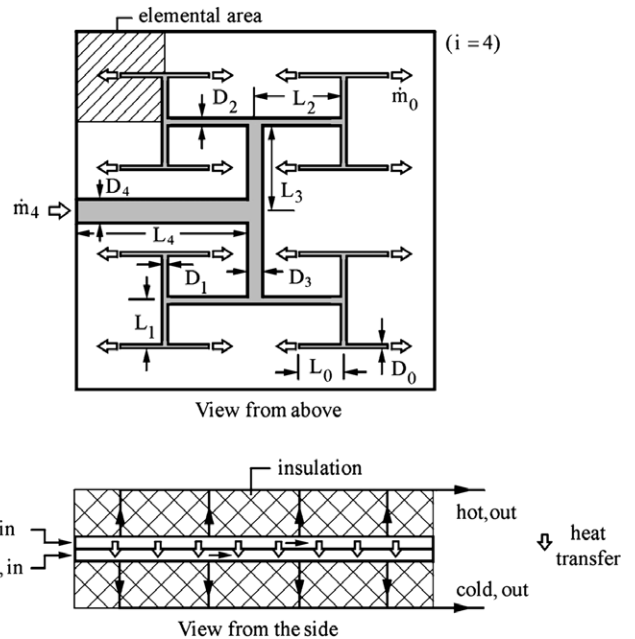 elemental area
(i = 4)
D2
L2
ṁ0
L3
D4
ṁ4
L4
D1
D3
L1
L0
D0
View from above
insulation
hot, out
in
heat
transfer
, in
cold, out
View from the side